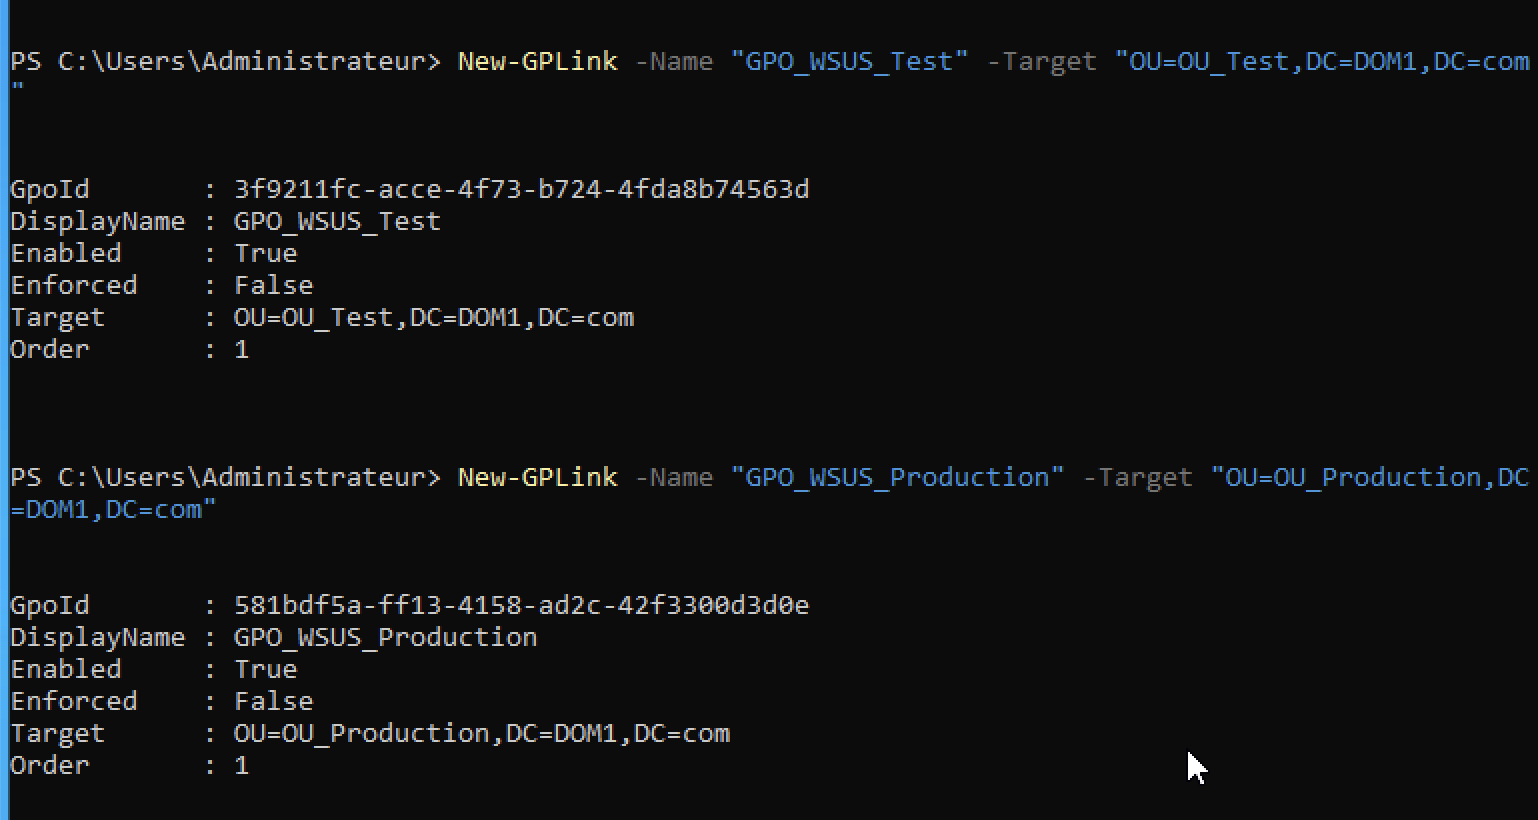 PS C:\Users\Administrateur> New-GPLink -Name "GPO_WSUS_Test" -Target "OU=OU_Test,DC=DOM1,DC=com
"
GpoId       : 3f9211fc-acce-4f73-b724-4fda8b74563d
DisplayName : GPO_WSUS_Test
Enabled     : True
Enforced    : False
Target      : OU=OU_Test,DC=DOM1,DC=com
Order       : 1
PS C:\Users\Administrateur> New-GPLink -Name "GPO_WSUS_Production" -Target "OU=OU_Production,DC
=DOM1,DC=com"
GpoId       : 581bdf5a-ff13-4158-ad2c-42f3300d3d0e
DisplayName : GPO_WSUS_Production
Enabled     : True
Enforced    : False
Target      : OU=OU_Production,DC=DOM1,DC=com
Order       : 1